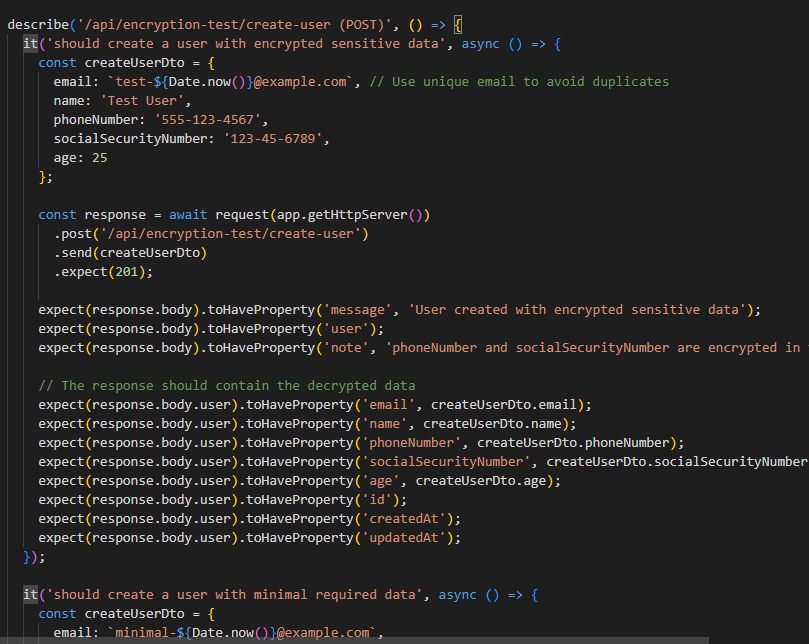 describe('/api/encryption-test/create-user (POST)', () => {
it('should create a user with encrypted sensitive data', async () => {
const createUserDto = {
email: `test-${Date.now()}@example.com`, // Use unique email to avoid duplicates
name: 'Test User',
phoneNumber: '555-123-4567',
socialSecurityNumber: '123-45-6789',
age: 25
};
const response = await request(app.getHttpServer())
.post('/api/encryption-test/create-user')
.send(createUserDto)
.expect(201);
expect(response.body).toHaveProperty('message', 'User created with encrypted sensitive data');
expect(response.body).toHaveProperty('user');
expect(response.body).toHaveProperty('note', 'phoneNumber and socialSecurityNumber are encrypted in
// The response should contain the decrypted data
expect(response.body.user).toHaveProperty('email', createUserDto.email);
expect(response.body.user).toHaveProperty('name', createUserDto.name);
expect(response.body.user).toHaveProperty('phoneNumber', createUserDto.phoneNumber);
expect(response.body.user).toHaveProperty('socialSecurityNumber', createUserDto.socialSecurityNumber
expect(response.body.user).toHaveProperty('age', createUserDto.age);
expect(response.body.user).toHaveProperty('id');
expect(response.body.user).toHaveProperty('createdAt');
expect(response.body.user).toHaveProperty('updatedAt');
});
it('should create a user with minimal required data', async () => {
const createUserDto = {
email: `minimal-${Date.now()}@example.com`,